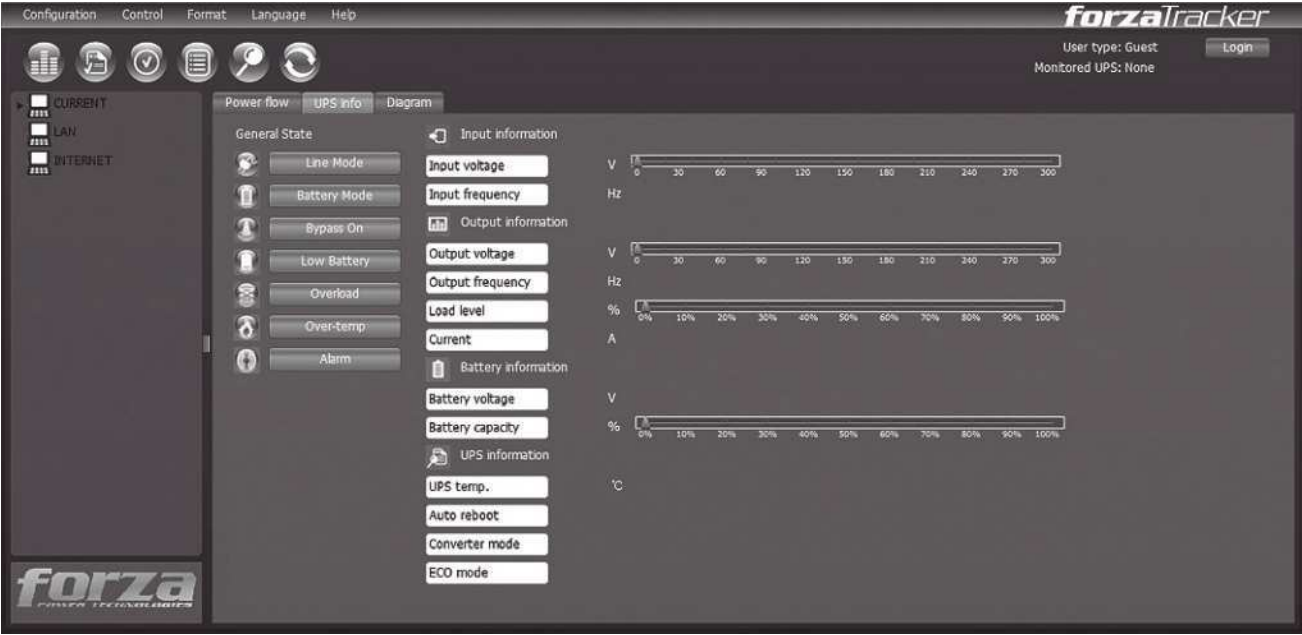 Configuration Control Format Language Help
forzaTracker
User type: Guest Login
Monitored UPS: None
CURRENT
LAN
INTERNET
Power flow UPS info Diagram
General State
Line Mode
Battery Mode
Bypass On
Low Battery
Overload
Over-temp
Alarm
Input information
Input voltage V
0 30 60 90 120 150 180 210 240 270 300
Input frequency Hz
Output information
Output voltage V
0 30 60 90 120 150 180 210 240 270 300
Output frequency Hz
Load level %
0% 10% 20% 30% 40% 50% 60% 70% 80% 90% 100%
Current A
Battery information
Battery voltage V
Battery capacity %
0% 10% 20% 30% 40% 50% 60% 70% 80% 90% 100%
UPS information
UPS temp. °C
Auto reboot
Converter mode
ECO mode
forza
POWER TECHNOLOGIES